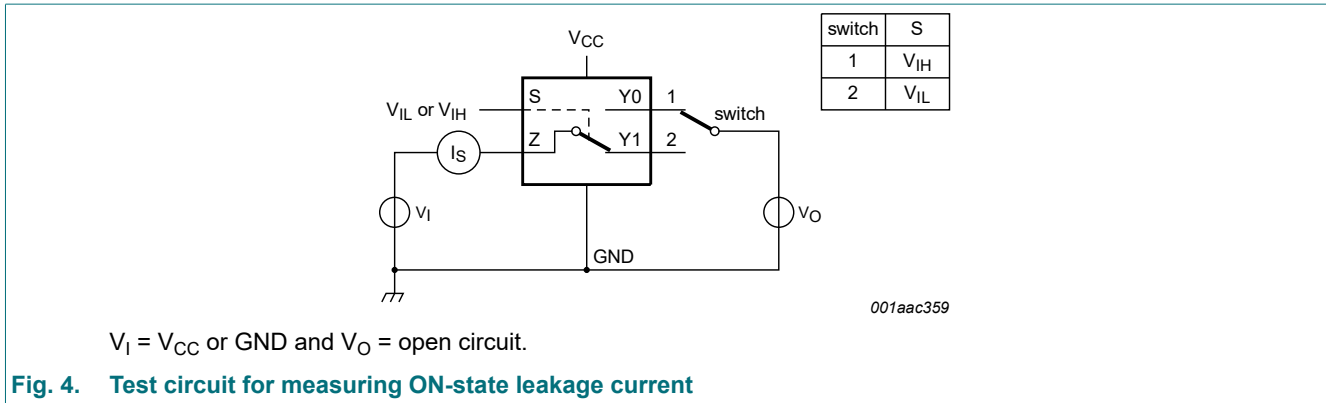 VCC
switch S
1 VIH
2 VIL
VIL or VIH
S Y0 1 switch
Z Y1 2
IS
VI
VO
GND
001aac359
VI = VCC or GND and VO = open circuit.
Fig. 4. Test circuit for measuring ON-state leakage current